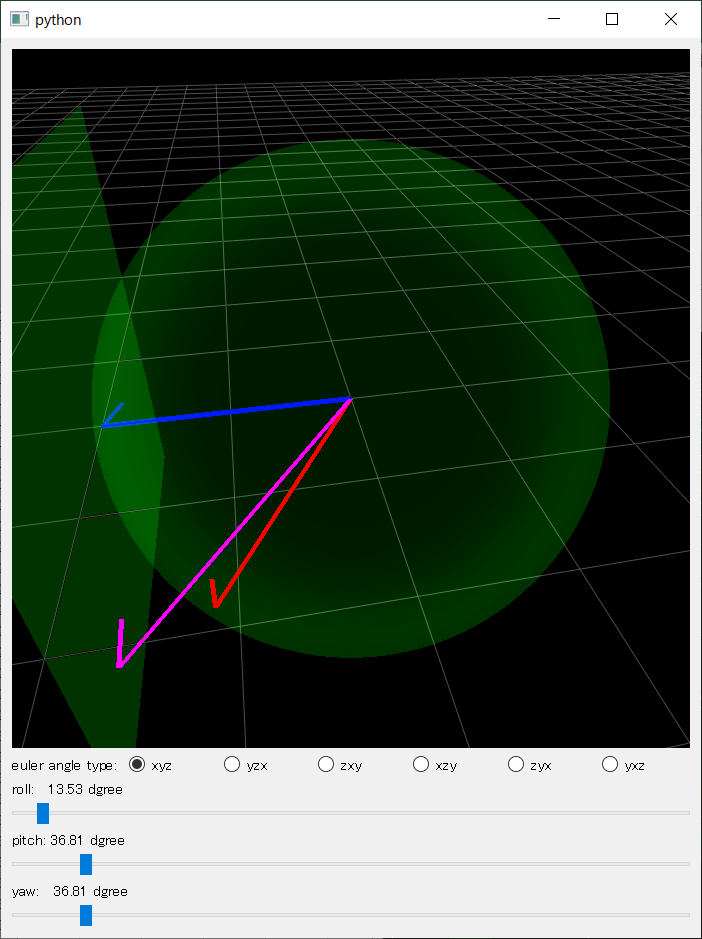 python
euler angle type: xyz yzx zxy xzy zyx yxz
roll: 13.53 dgree
pitch: 36.81 dgree
yaw: 36.81 dgree